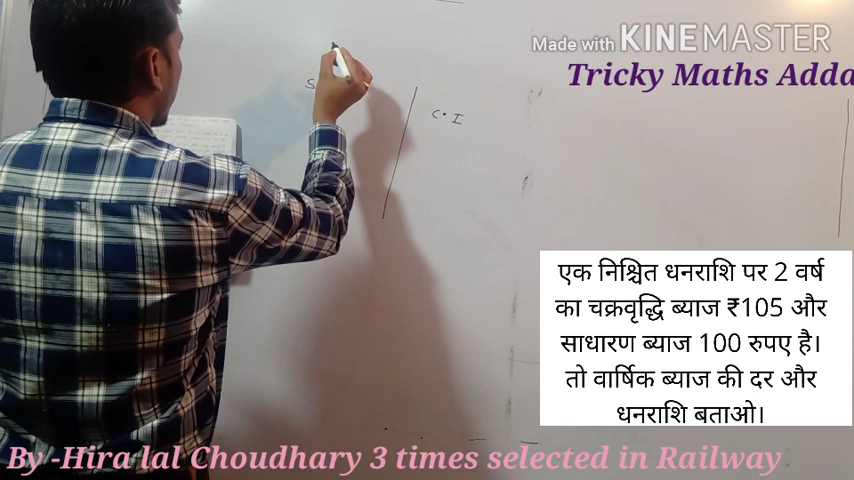 Made with KINEMASTER
Tricky Maths Adda
S
C. I
एक निश्चित धनराशि पर 2 वर्ष
का चक्रवृद्धि ब्याज ₹105 और
साधारण ब्याज 100 रुपए है।
तो वार्षिक ब्याज की दर और
धनराशि बताओ।
By -Hira lal Choudhary 3 times selected in Railway